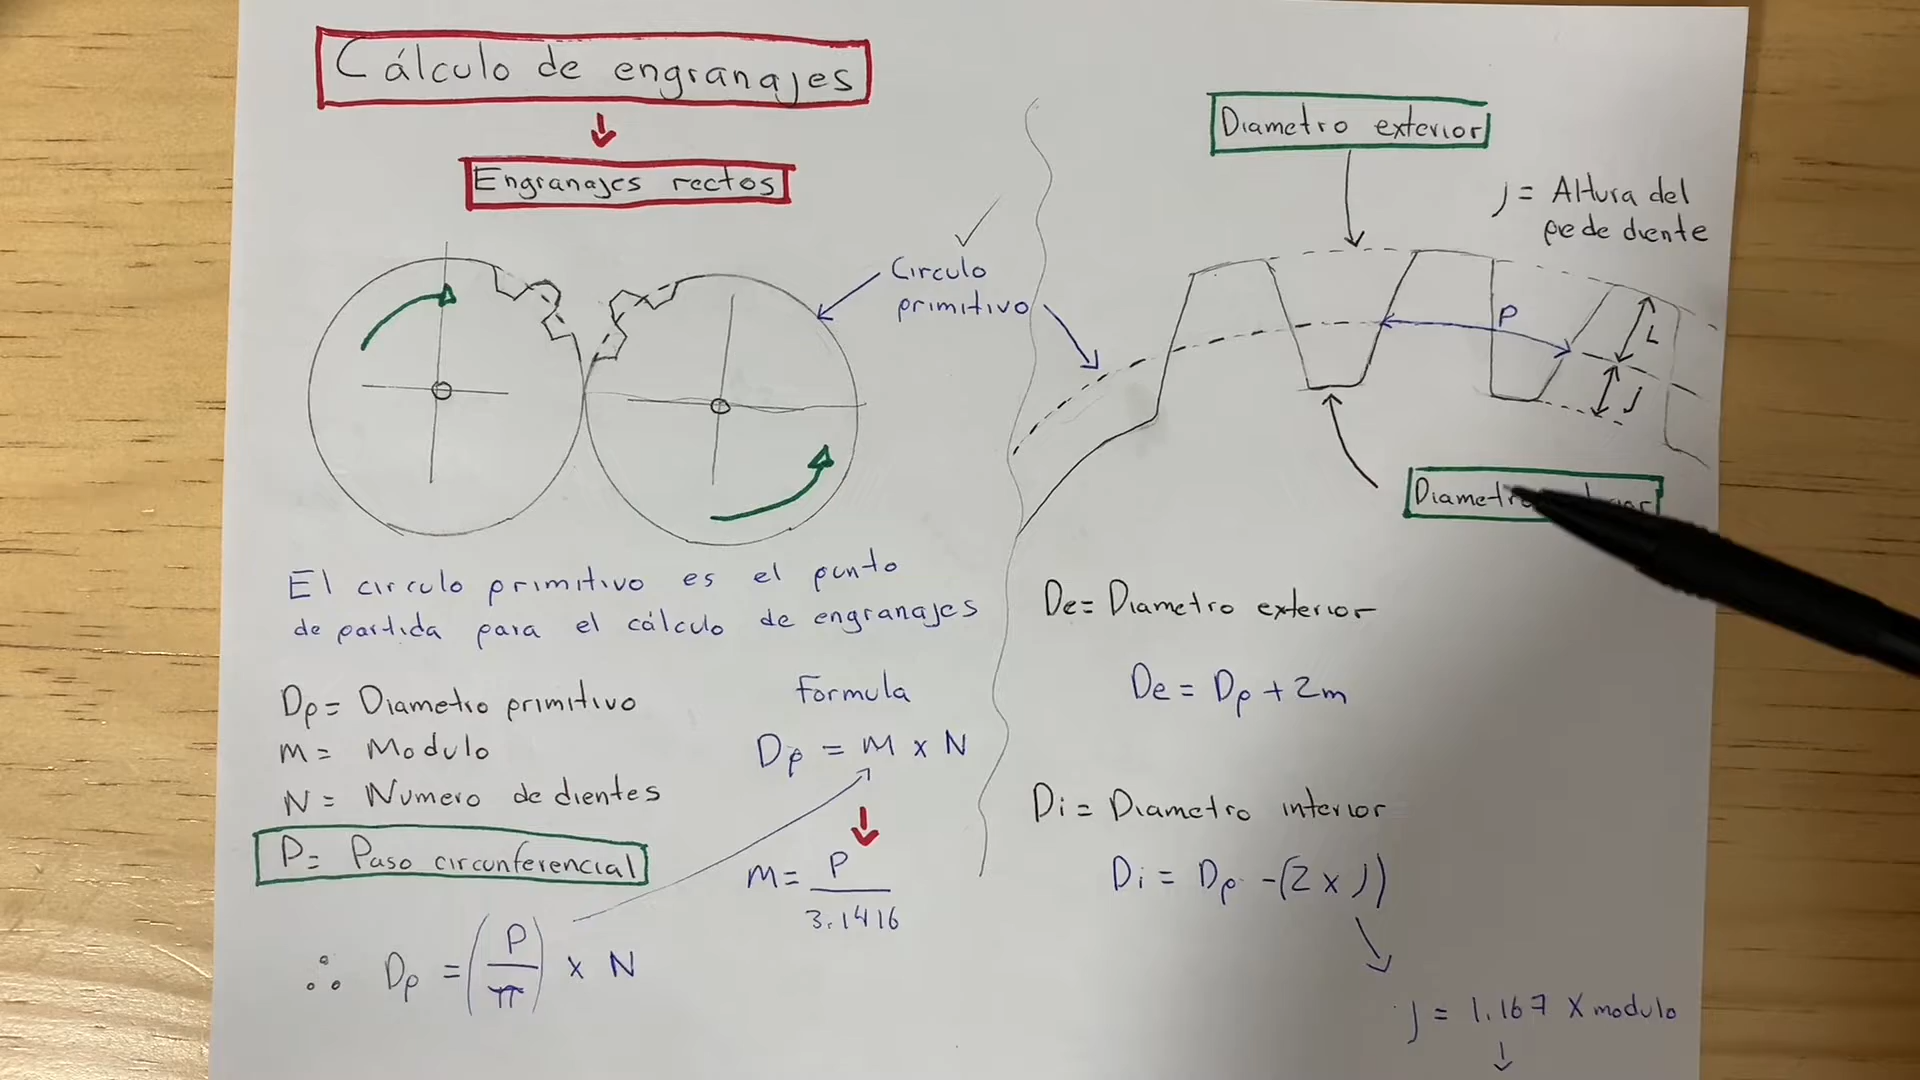 Cálculo de engranajes
Engranajes rectos
Circulo
primitivo
El circulo primitivo es el punto
de partida para el cálculo de engranajes
Dp = Diametro primitivo
m = Modulo
N = Numero de dientes
P = Paso circunferencial
∴ Dp = (P/π) x N
Formula
Dp = M x N
m = P
3.1416
Diametro exterior
J = Altura del
pie de diente
P
L
J
Diametro
De = Diametro exterior
De = Dp + 2m
Di = Diametro interior
Di = Dp - (2 x J)
J = 1.167 x modulo